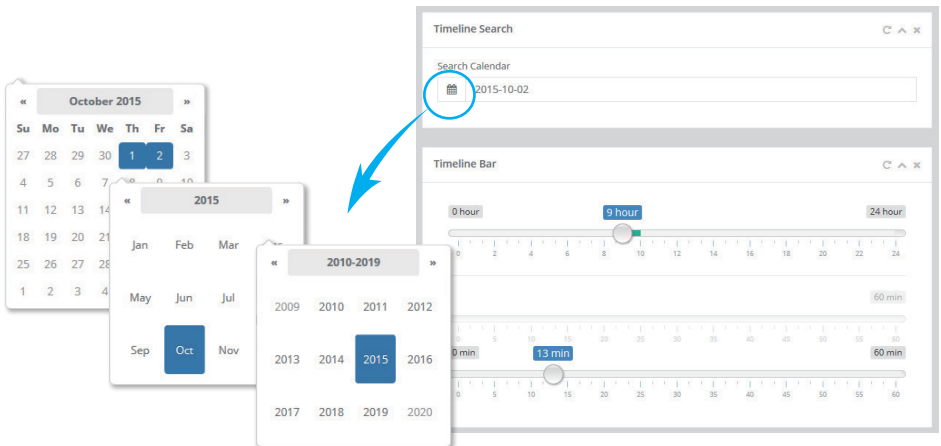 Timeline Search
Search Calendar
2015-10-02
« October 2015 »
Su Mo Tu We Th Fr Sa
27 28 29 30 1 2 3
4 5 6 7 8 9 10
11 12 13 14
18 19 20 21
25 26 27 28
1 2 3 4
« 2015 »
Jan Feb Mar Apr
May Jun Jul
Sep Oct Nov
« 2010-2019 »
2009 2010 2011 2012
2013 2014 2015 2016
2017 2018 2019 2020
Timeline Bar
0 hour 9 hour 24 hour
0 2 4 6 8 10 12 14 16 18 20 22 24
60 min
0 5 10 15 20 25 30 35 40 45 50 55 60
0 min 13 min 60 min
0 5 10 15 20 25 30 35 40 45 50 55 60